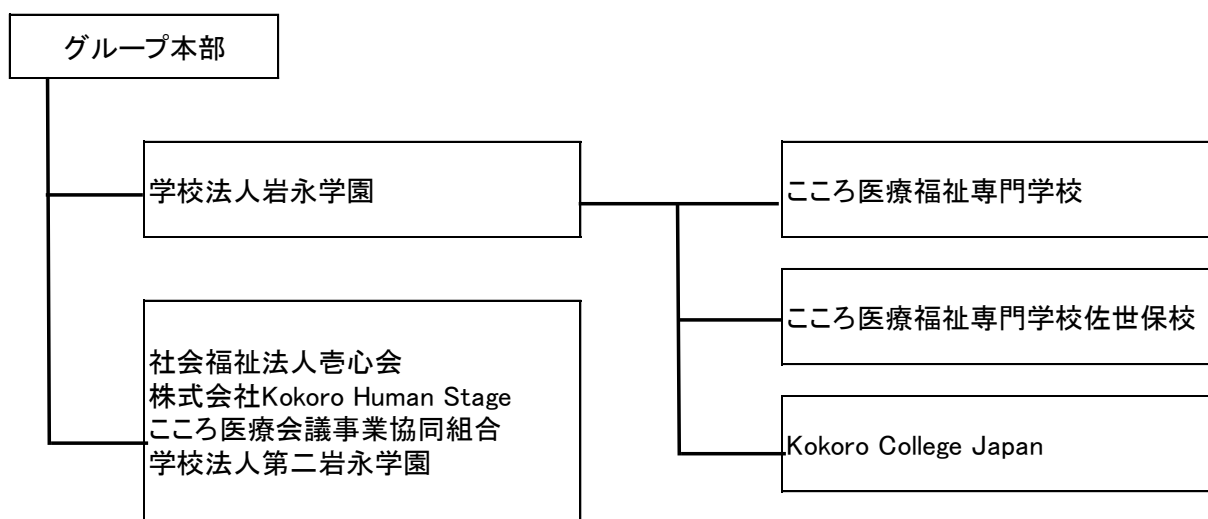 グループ本部
学校法人岩永学園
こころ医療福祉専門学校
こころ医療福祉専門学校佐世保校
社会福祉法人壱心会
株式会社Kokoro Human Stage
こころ医療会議事業協同組合
学校法人第二岩永学園
Kokoro College Japan